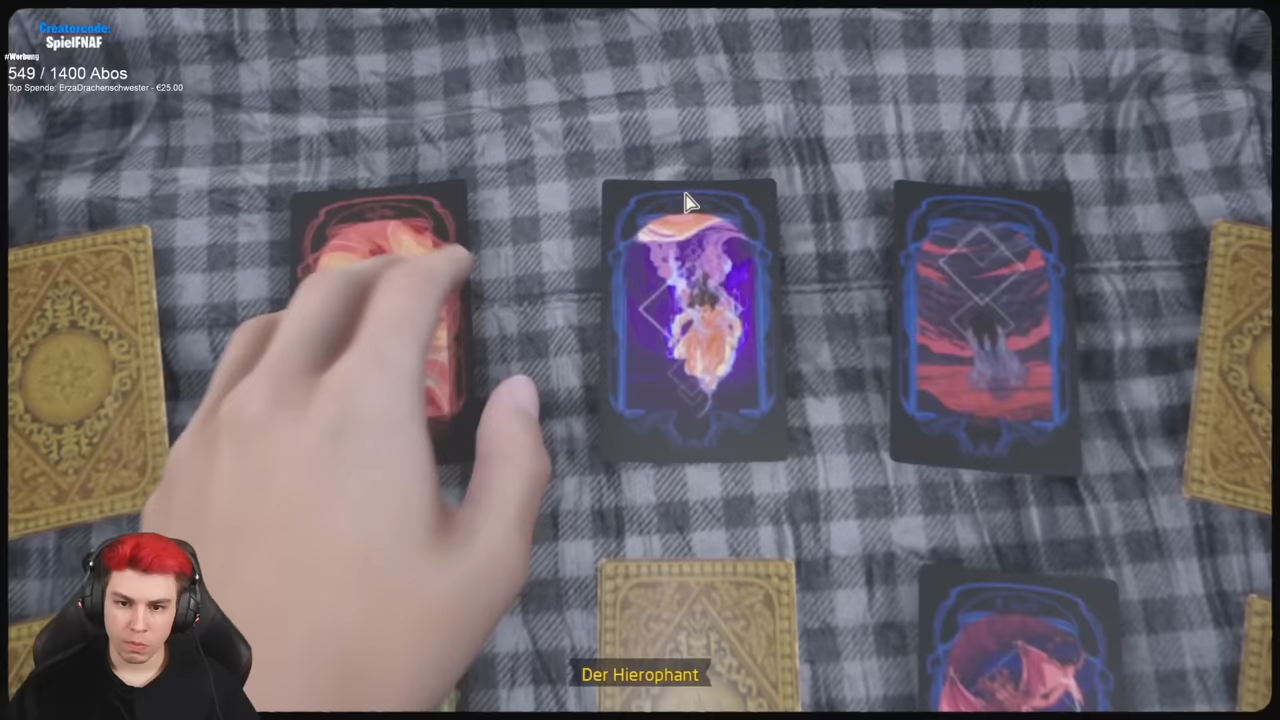 Creatorcode:
SpielFNAF
#Werbung
549 / 1400 Abos
Top Spende: ErzaDrachenschwester - €25.00
Der Hierophant